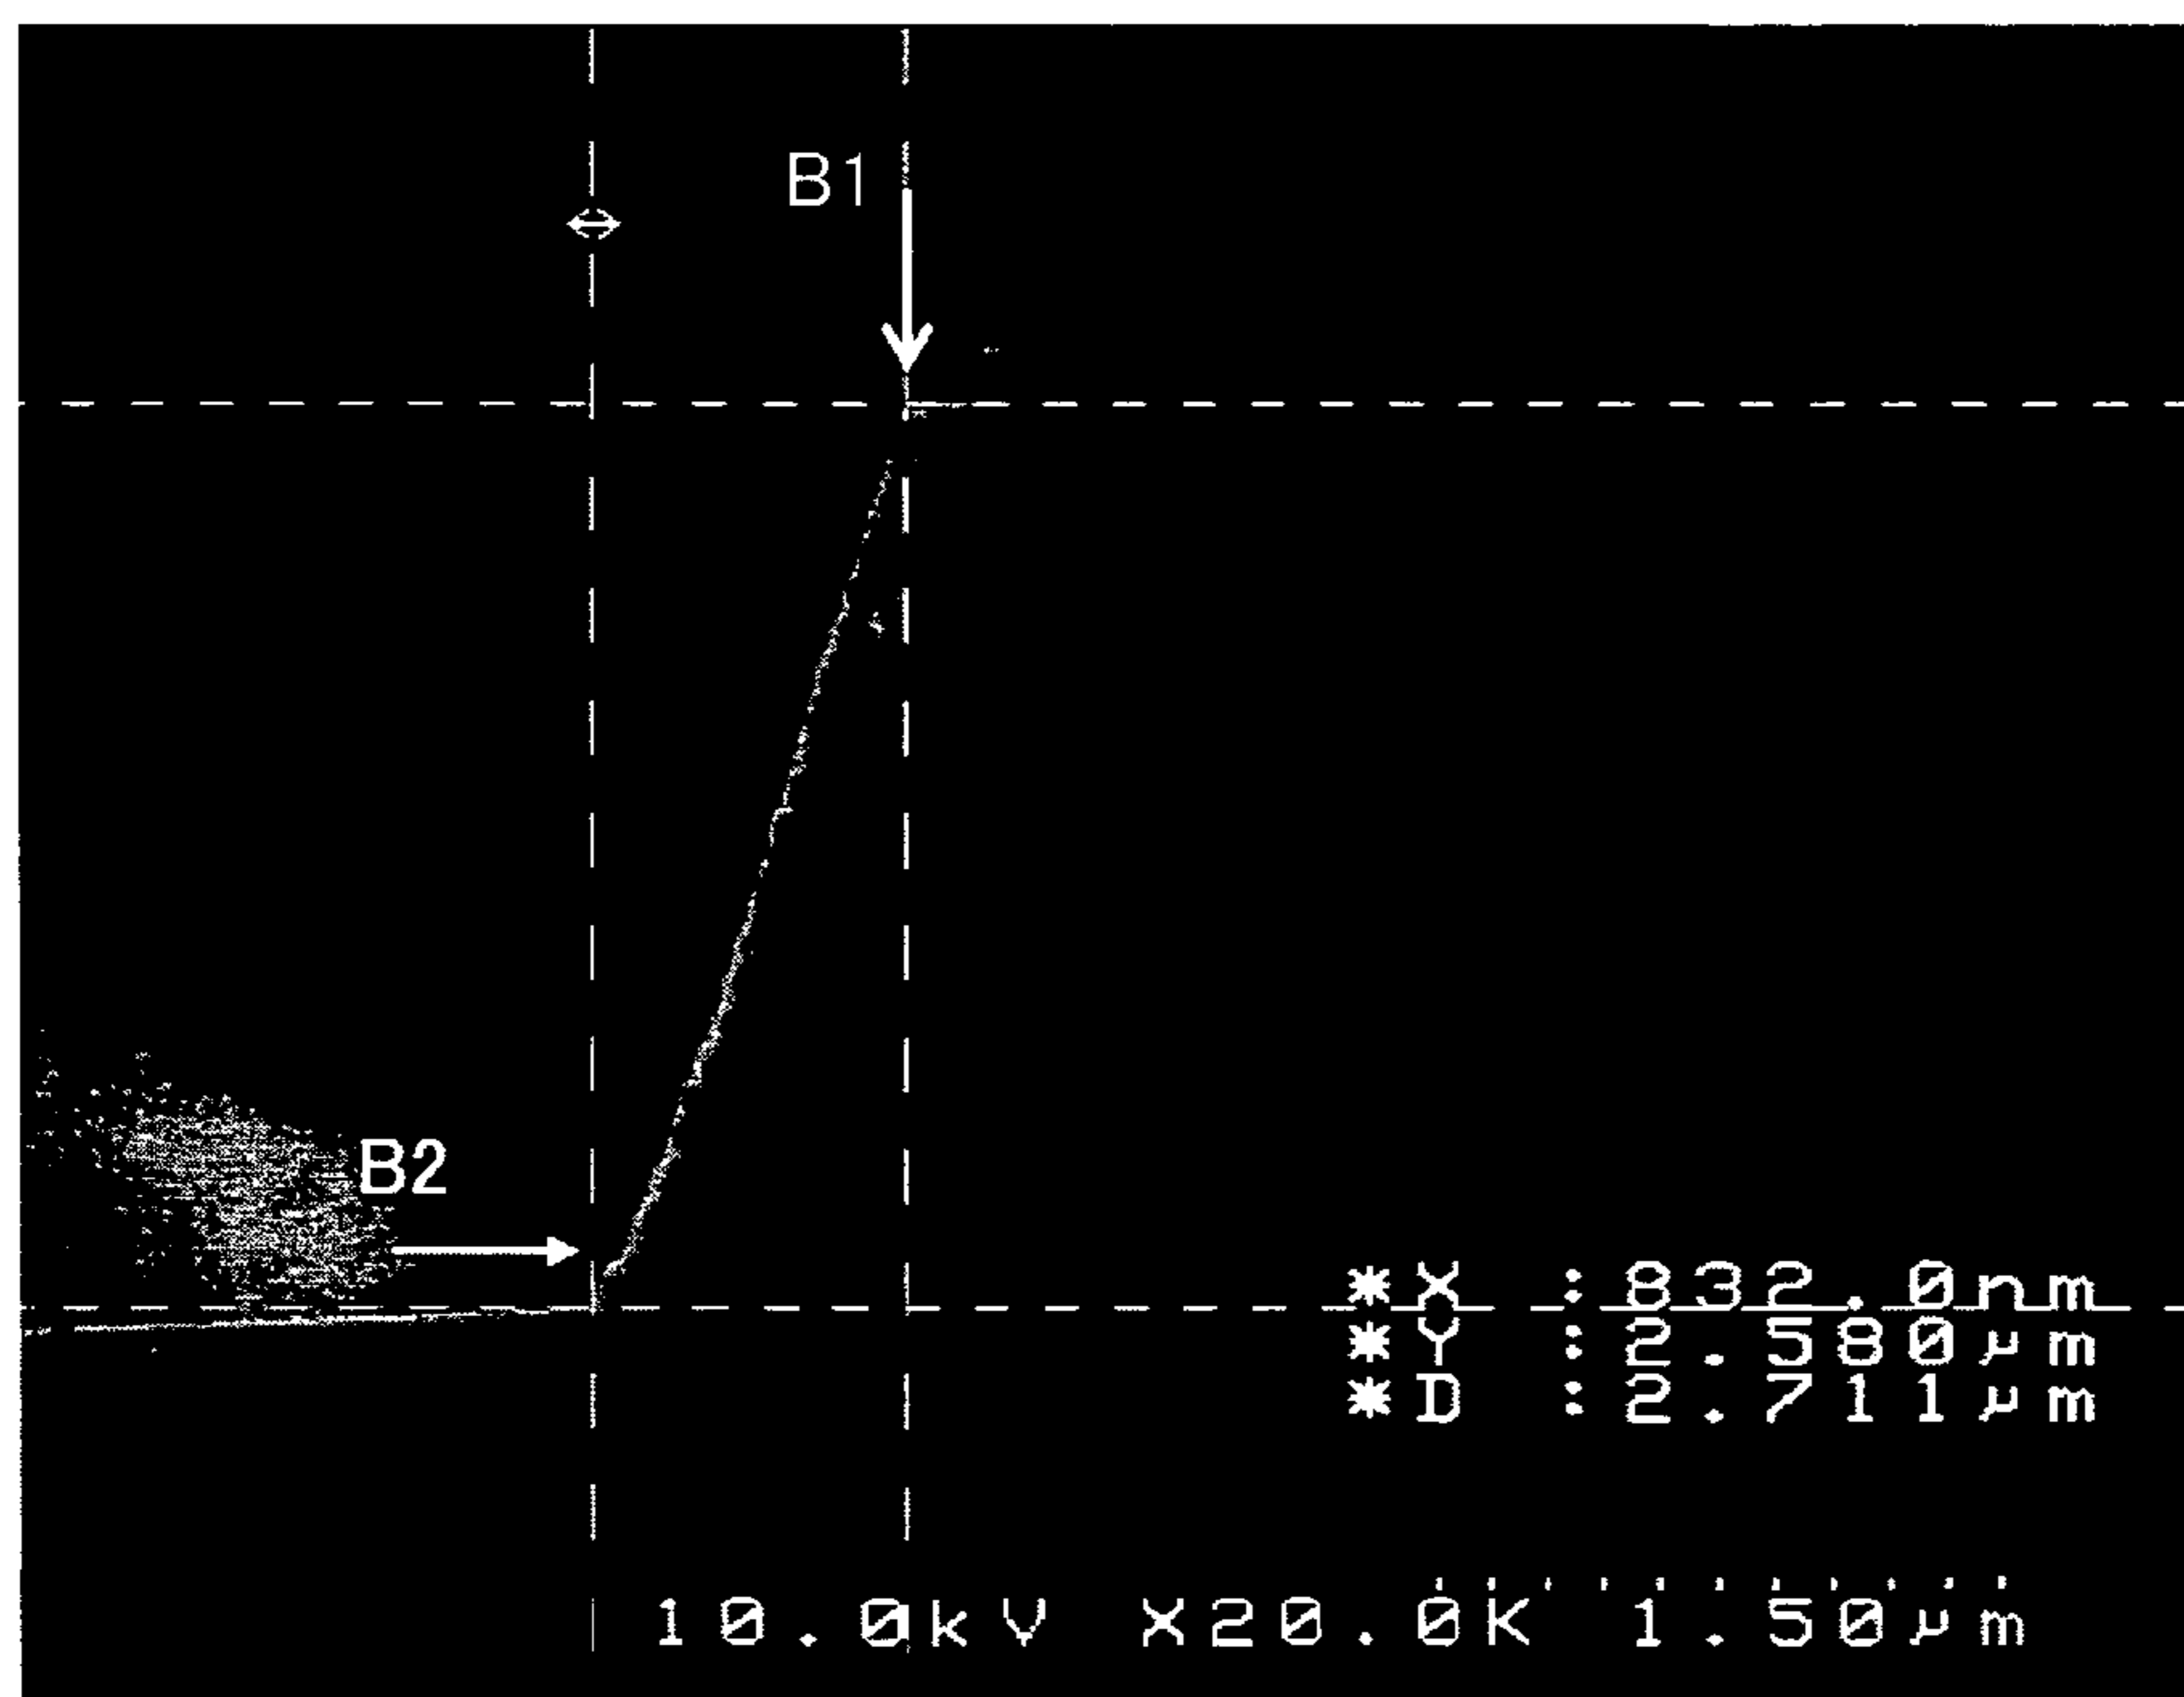 B1
B2
*X :832.0nm
*Y :2.580µm
*D :2.711µm
10.0kV X20.0K 1.50µm